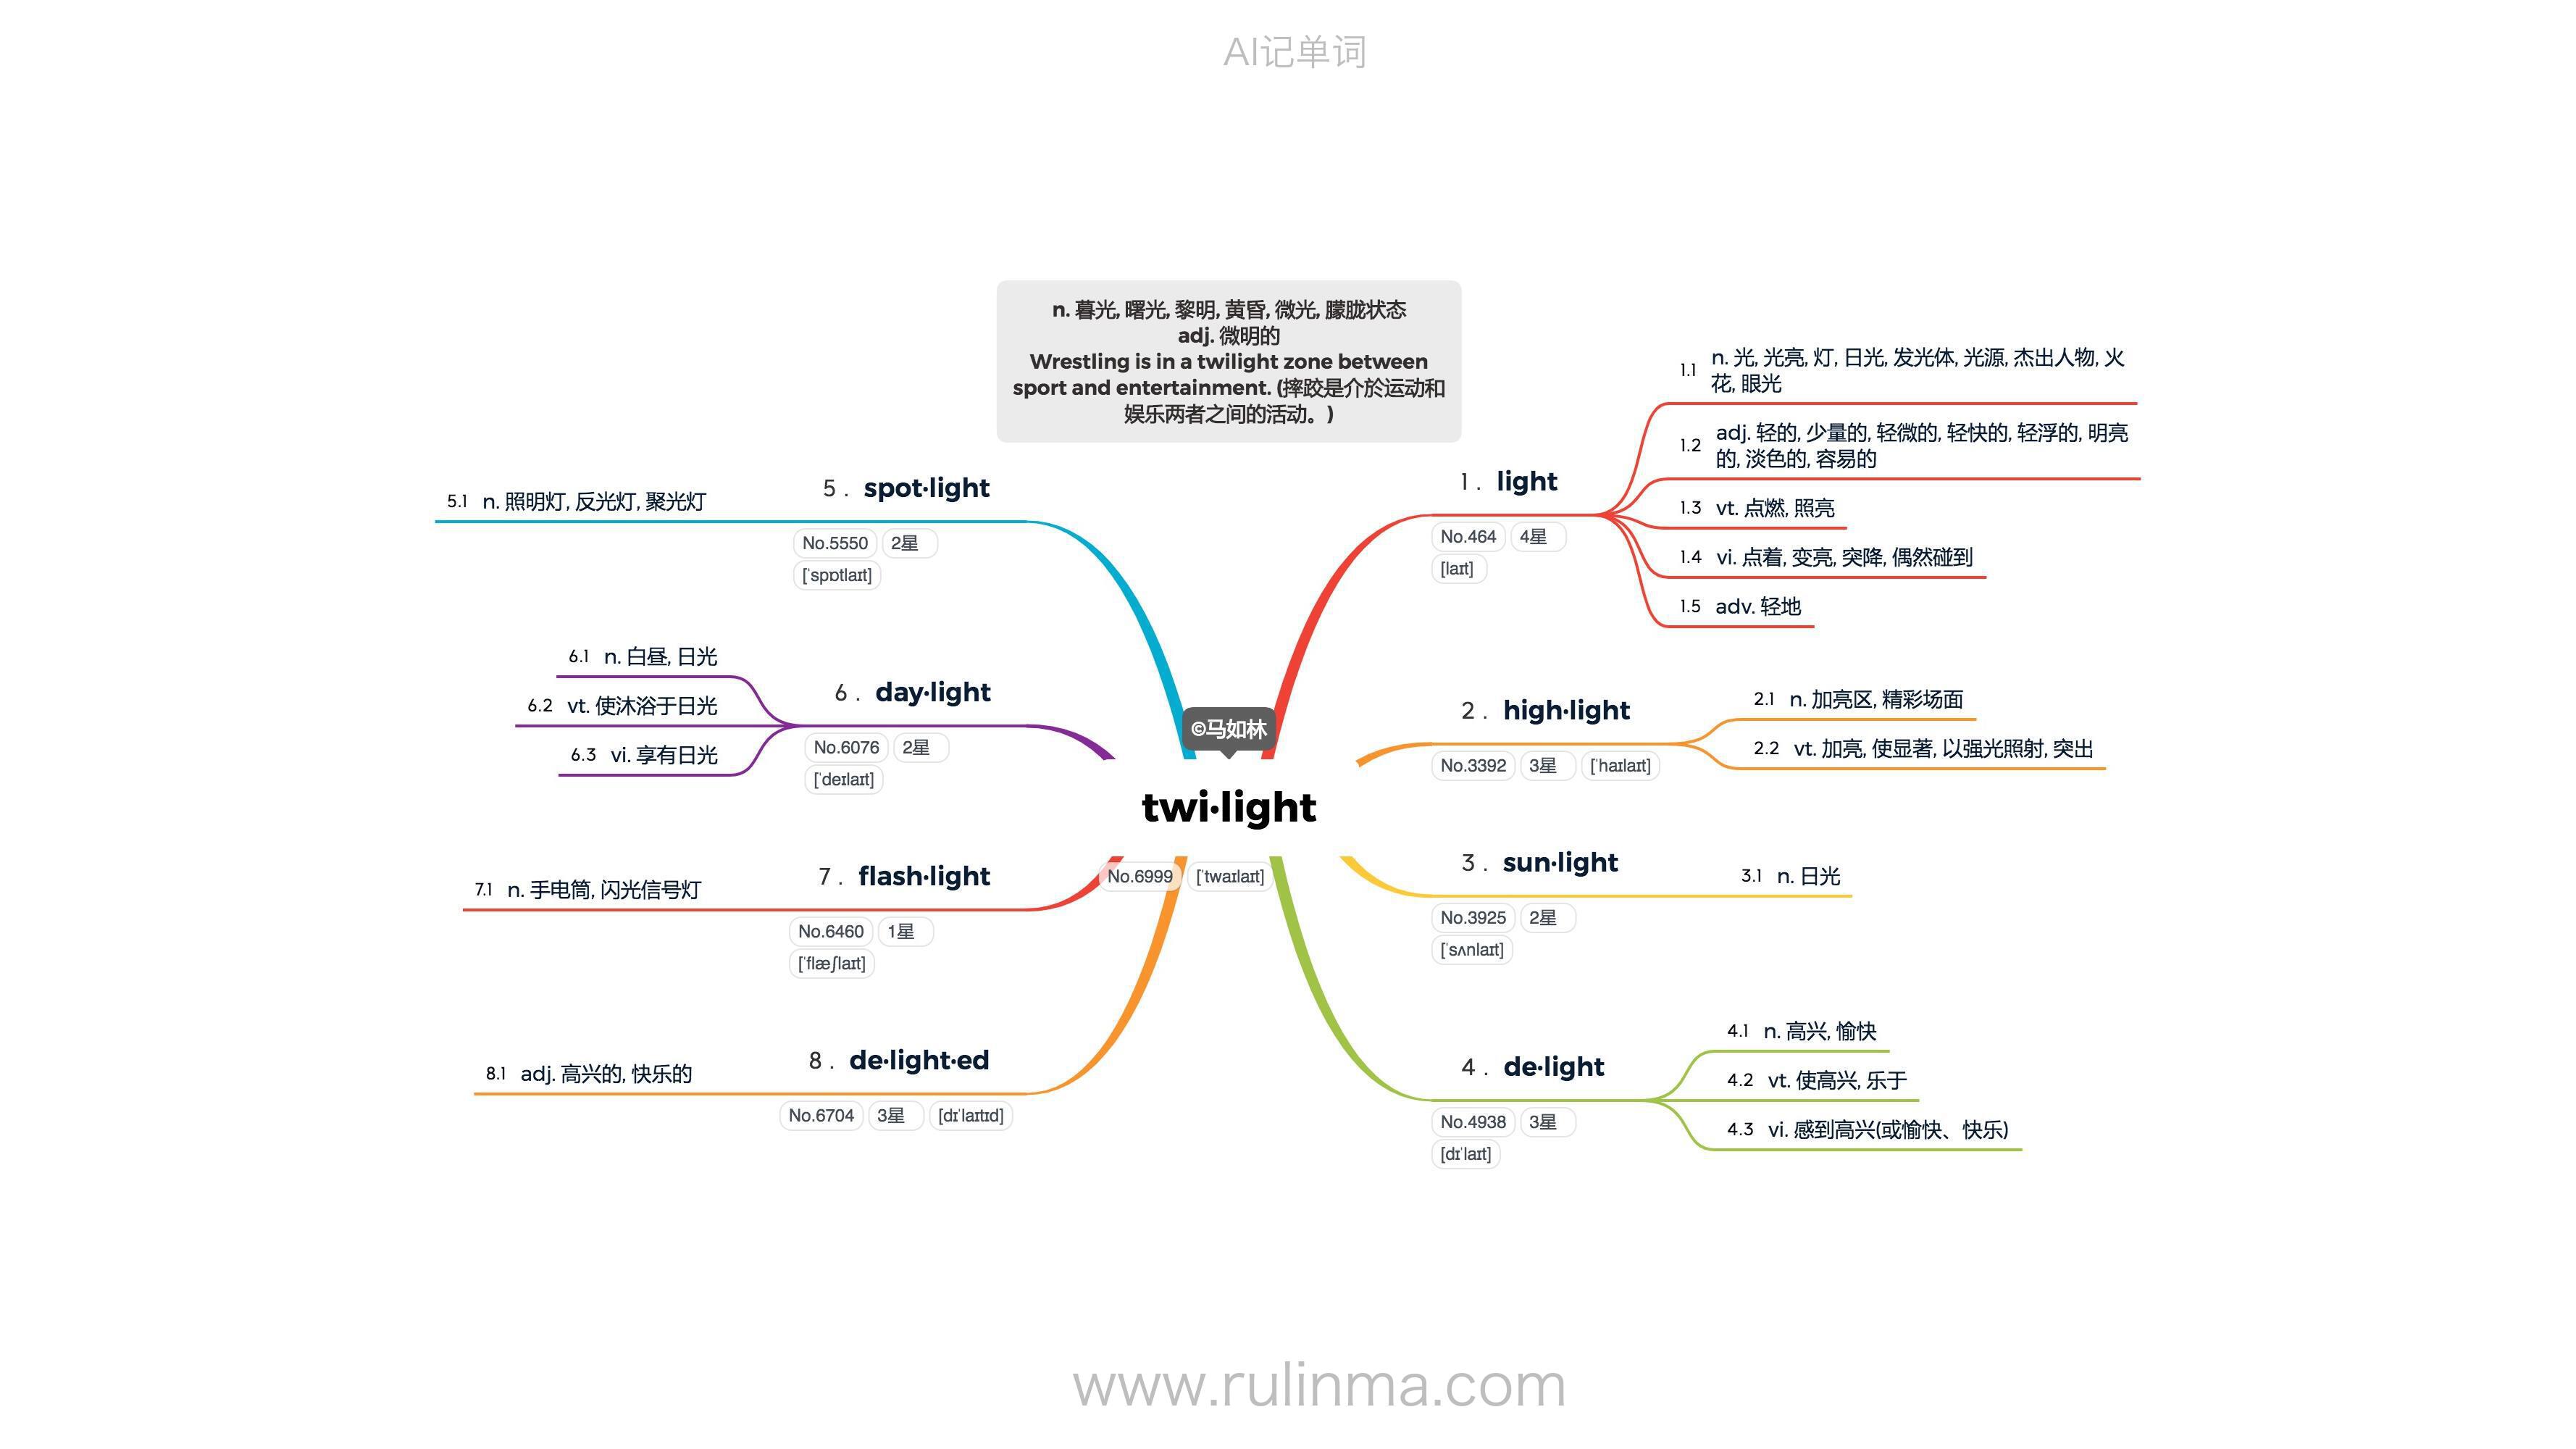 AI记单词
n. 暮光, 曙光, 黎明, 黄昏, 微光, 朦胧状态
adj. 微明的
Wrestling is in a twilight zone between
sport and entertainment. (摔跤是介於运动和
娱乐两者之间的活动。)
©马如林
twi·light
No.6999 [ˈtwaɪlaɪt]
1. light
No.464 4星
[laɪt]
1.1 n. 光, 光亮, 灯, 日光, 发光体, 光源, 杰出人物, 火
花, 眼光
1.2 adj. 轻的, 少量的, 轻微的, 轻快的, 轻浮的, 明亮
的, 淡色的, 容易的
1.3 vt. 点燃, 照亮
1.4 vi. 点着, 变亮, 突降, 偶然碰到
1.5 adv. 轻地
2. high·light
No.3392 3星 [ˈhaɪlaɪt]
2.1 n. 加亮区, 精彩场面
2.2 vt. 加亮, 使显著, 以强光照射, 突出
3. sun·light
No.3925 2星
[ˈsʌnlaɪt]
3.1 n. 日光
4. de·light
No.4938 3星
[dɪˈlaɪt]
4.1 n. 高兴, 愉快
4.2 vt. 使高兴, 乐于
4.3 vi. 感到高兴(或愉快、快乐)
5. spot·light
No.5550 2星
[ˈspɒtlaɪt]
5.1 n. 照明灯, 反光灯, 聚光灯
6. day·light
No.6076 2星
[ˈdeɪlaɪt]
6.1 n. 白昼, 日光
6.2 vt. 使沐浴于日光
6.3 vi. 享有日光
7. flash·light
No.6460 1星
[ˈflæʃlaɪt]
7.1 n. 手电筒, 闪光信号灯
8. de·light·ed
No.6704 3星 [dɪˈlaɪtɪd]
8.1 adj. 高兴的, 快乐的
www.rulinma.com